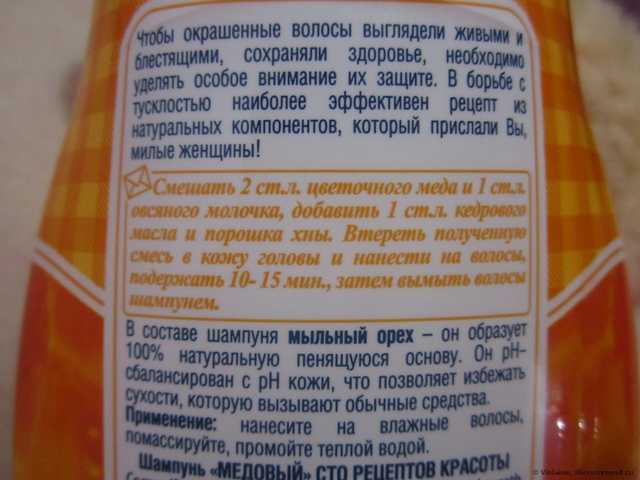 Чтобы окрашенные волосы выглядели живыми и
блестящими, сохраняли здоровье, необходимо
уделять особое внимание их защите. В борьбе с
тусклостью наиболее эффективен рецепт из
натуральных компонентов, который прислали Вы,
милые женщины!
Смешать 2 ст.л. цветочного меда и 1 ст.л.
овсяного молочка, добавить 1 ст.л. кедрового
масла и порошка хны. Втереть полученную
смесь в кожу головы и нанести на волосы,
подержать 10- 15 мин., затем вымыть волосы
шампунем.
В составе шампуня мыльный орех – он образует
100% натуральную пенящуюся основу. Он pH-
сбалансирован с pH кожи, что позволяет избежать
сухости, которую вызывают обычные средства.
Применение: нанесите на влажные волосы,
помассируйте, промойте теплой водой.
Шампунь «МЕДОВЫЙ» СТО РЕЦЕПТОВ КРАСОТЫ